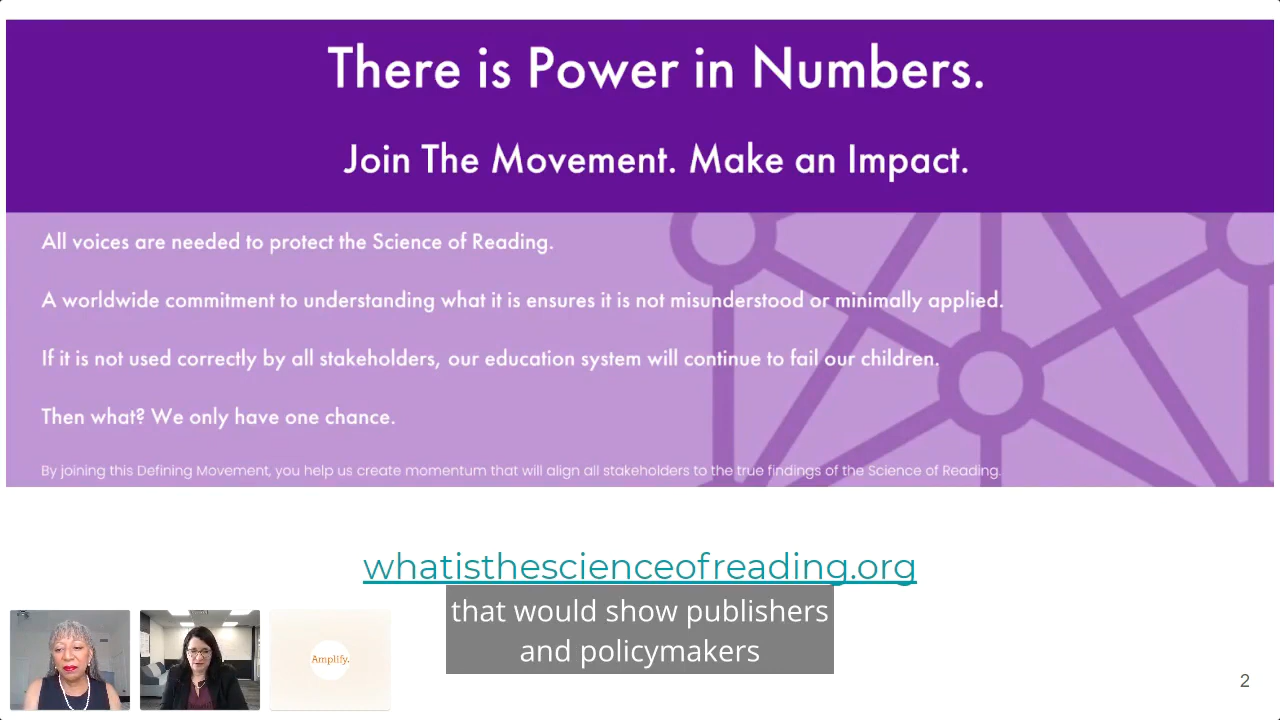 There is Power in Numbers.
Join The Movement. Make an Impact.
All voices are needed to protect the Science of Reading.
A worldwide commitment to understanding what it is ensures it is not misunderstood or minimally applied.
If it is not used correctly by all stakeholders, our education system will continue to fail our children.
Then what? We only have one chance.
By joining this Defining Movement, you help us create momentum that will align all stakeholders to the true findings of the Science of Reading.
whatisthescienceofreading.org
that would show publishers
and policymakers
Amplify.
2